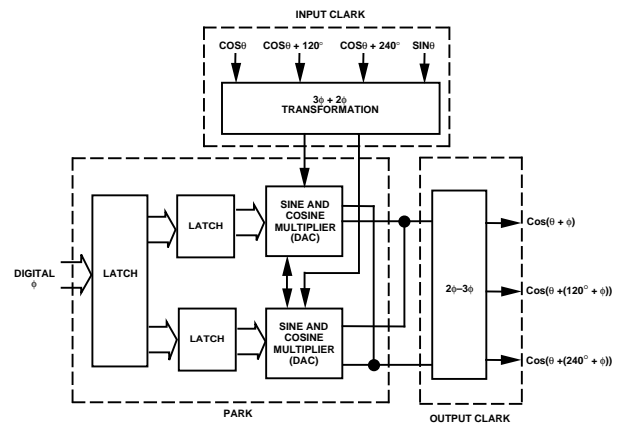 INPUT CLARK
COSθ
COSθ + 120°
COSθ + 240°
SINθ
3ϕ + 2ϕ
TRANSFORMATION
DIGITAL
ϕ
LATCH
LATCH
SINE AND
COSINE
MULTIPLIER
(DAC)
LATCH
SINE AND
COSINE
MULTIPLIER
(DAC)
PARK
2ϕ–3ϕ
Cos(θ + ϕ)
Cos(θ +(120° + ϕ))
Cos(θ +(240° + ϕ))
OUTPUT CLARK